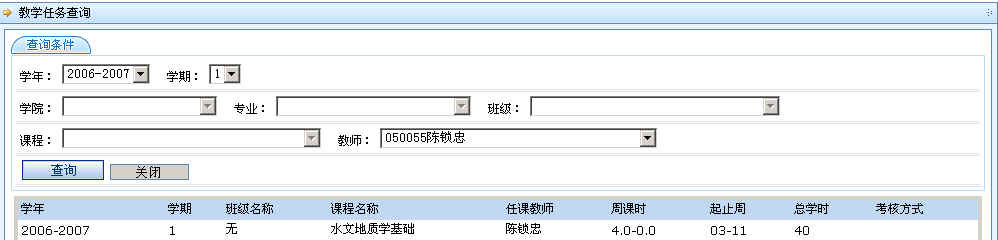 教学任务查询
查询条件
学年： 2006-2007 学期： 1
学院： 专业： 班级：
课程： 教师： 050055陈锁忠
查询 关闭
学年 学期 班级名称 课程名称 任课教师 周课时 起止周 总学时 考核方式
2006-2007 1 无 水文地质学基础 陈锁忠 4.0-0.0 03-11 40